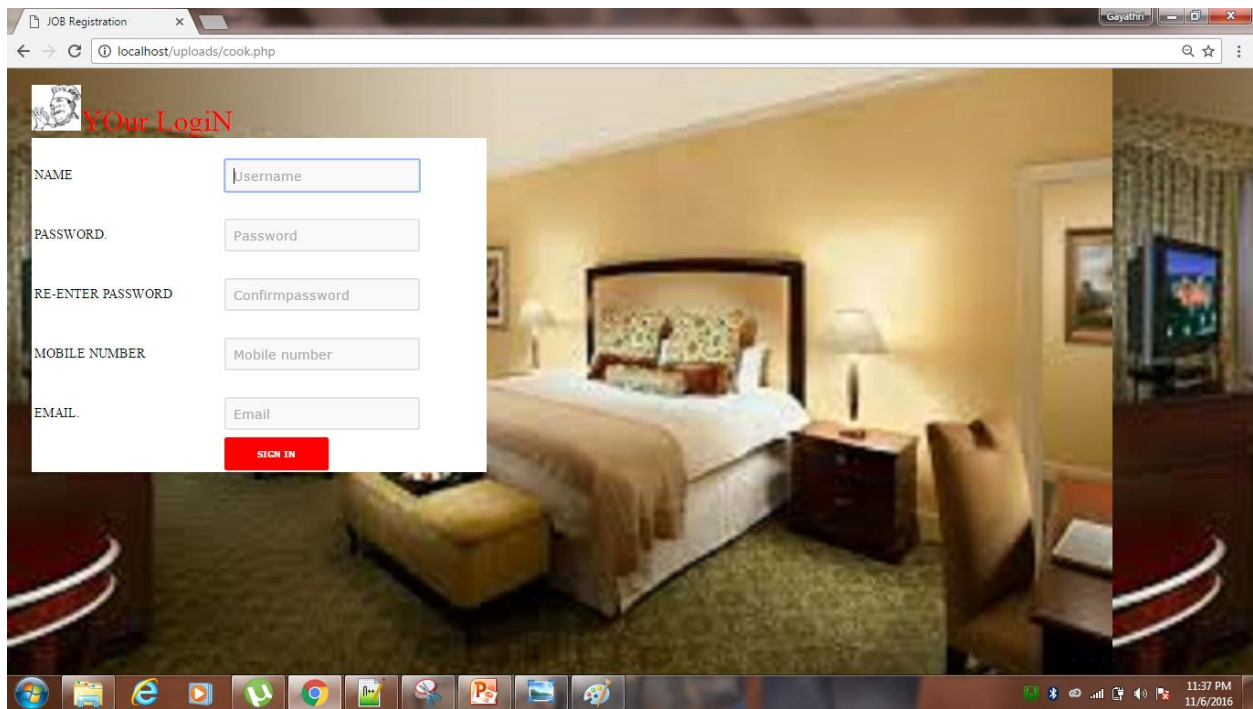 JOB Registration
Gayathri
localhost/uploads/cook.php
YOur LogiN
NAME
Username
PASSWORD.
Password
RE-ENTER PASSWORD
Confirmpassword
MOBILE NUMBER
Mobile number
EMAIL.
Email
SIGN IN
11:37 PM
11/6/2016